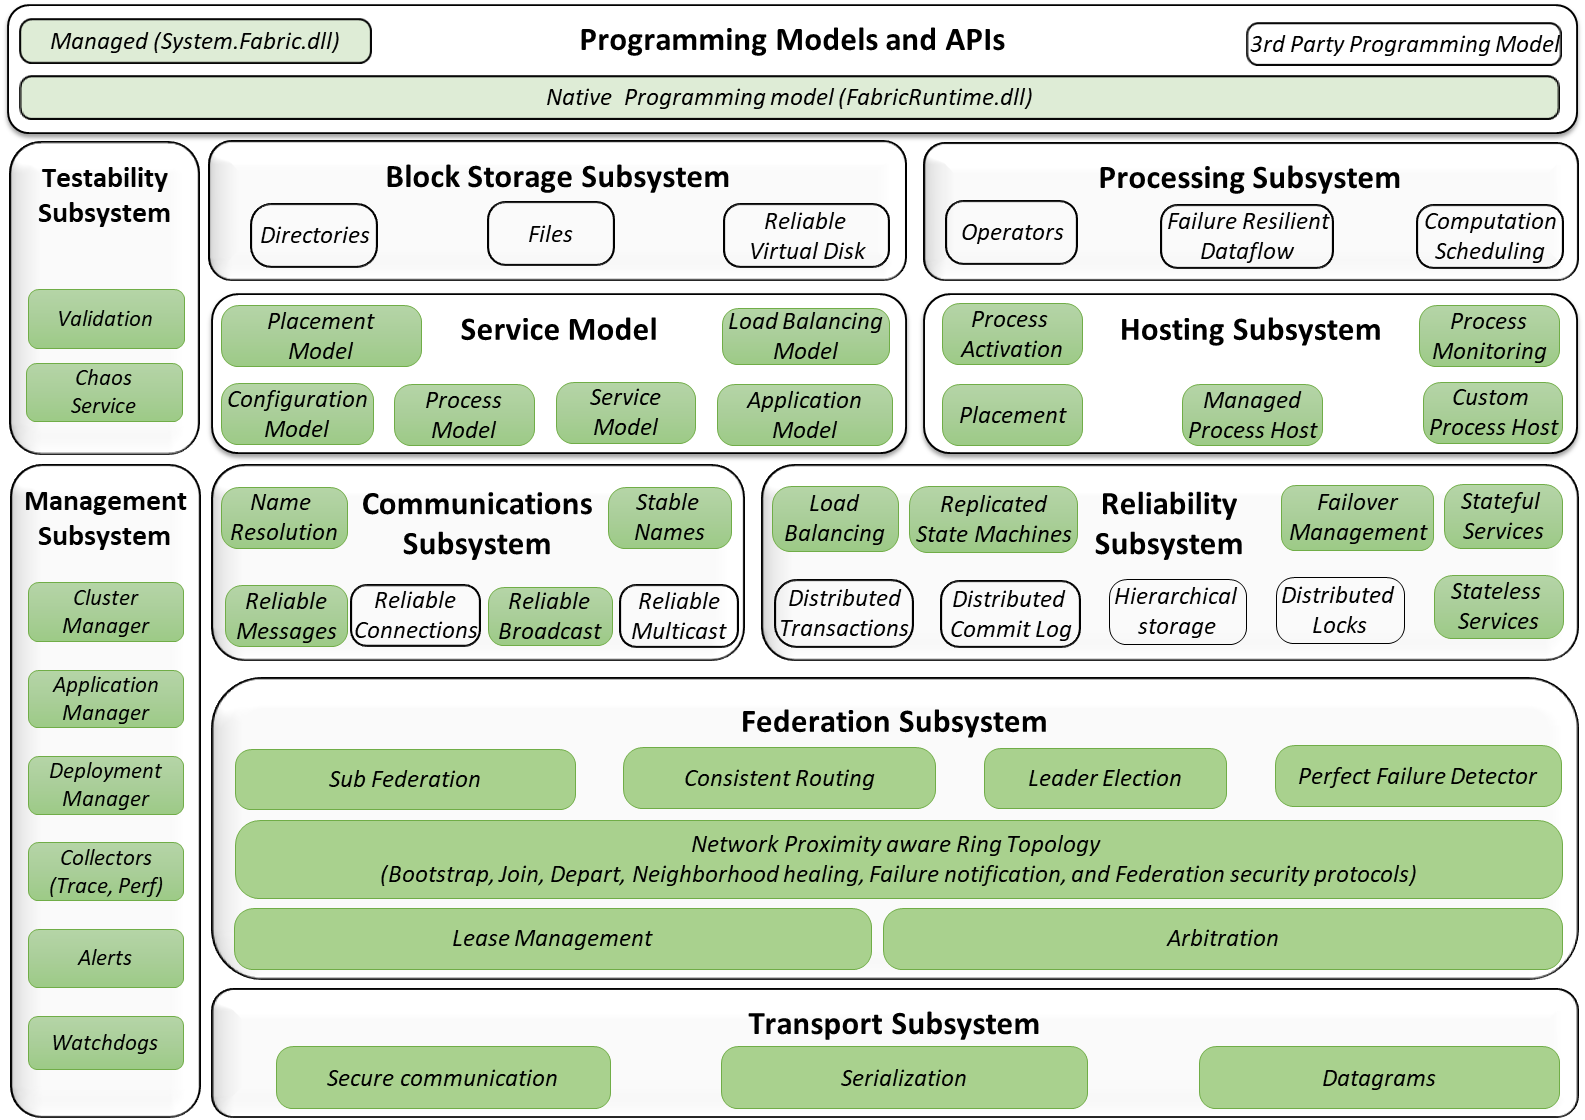 Managed (System.Fabric.dll)
Programming Models and APIs
3rd Party Programming Model
Native Programming model (FabricRuntime.dll)
Testability
Subsystem
Validation
Chaos
Service
Block Storage Subsystem
Directories
Files
Reliable
Virtual Disk
Processing Subsystem
Operators
Failure Resilient
Dataflow
Computation
Scheduling
Placement
Model
Service Model
Load Balancing
Model
Configuration
Model
Process
Model
Service
Model
Application
Model
Process
Activation
Hosting Subsystem
Process
Monitoring
Placement
Managed
Process Host
Custom
Process Host
Management
Subsystem
Cluster
Manager
Application
Manager
Deployment
Manager
Collectors
(Trace, Perf)
Alerts
Watchdogs
Name
Resolution
Communications
Subsystem
Stable
Names
Reliable
Messages
Reliable
Connections
Reliable
Broadcast
Reliable
Multicast
Load
Balancing
Replicated
State Machines
Reliability
Subsystem
Failover
Management
Stateful
Services
Distributed
Transactions
Distributed
Commit Log
Hierarchical
storage
Distributed
Locks
Stateless
Services
Federation Subsystem
Sub Federation
Consistent Routing
Leader Election
Perfect Failure Detector
Network Proximity aware Ring Topology
(Bootstrap, Join, Depart, Neighborhood healing, Failure notification, and Federation security protocols)
Lease Management
Arbitration
Transport Subsystem
Secure communication
Serialization
Datagrams